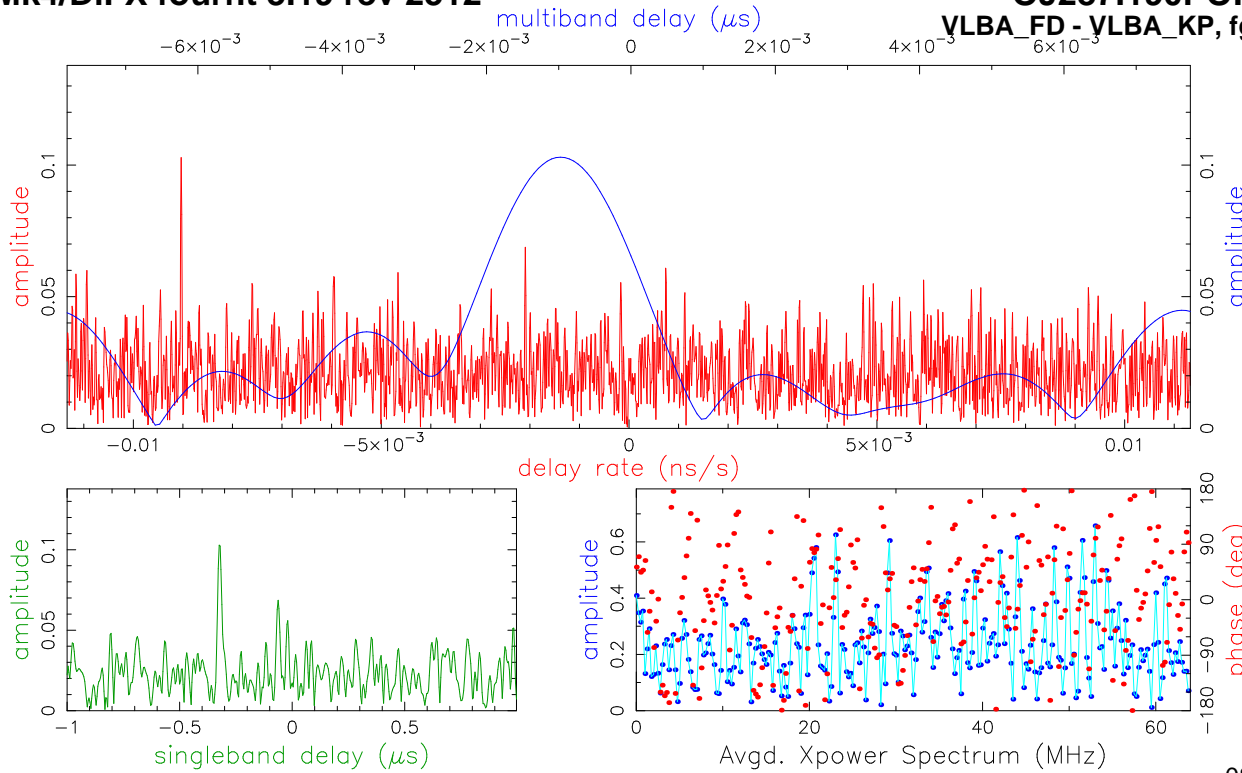 multiband delay (μs)
VLBA_FD - VLBA_KP, fg
−6×10⁻³ −4×10⁻³ −2×10⁻³ 0 2×10⁻³ 4×10⁻³ 6×10⁻³
amplitude
0 0.05 0.1
amplitude
0 0.05 0.1
−0.01 −5×10⁻³ 0 5×10⁻³ 0.01
delay rate (ns/s)
amplitude
0 0.05 0.1
−1 −0.5 0 0.5
singleband delay (μs)
amplitude
0 0.2 0.4 0.6
phase (deg)
−180 −90 0 90 180
0 20 40 60
Avgd. Xpower Spectrum (MHz)